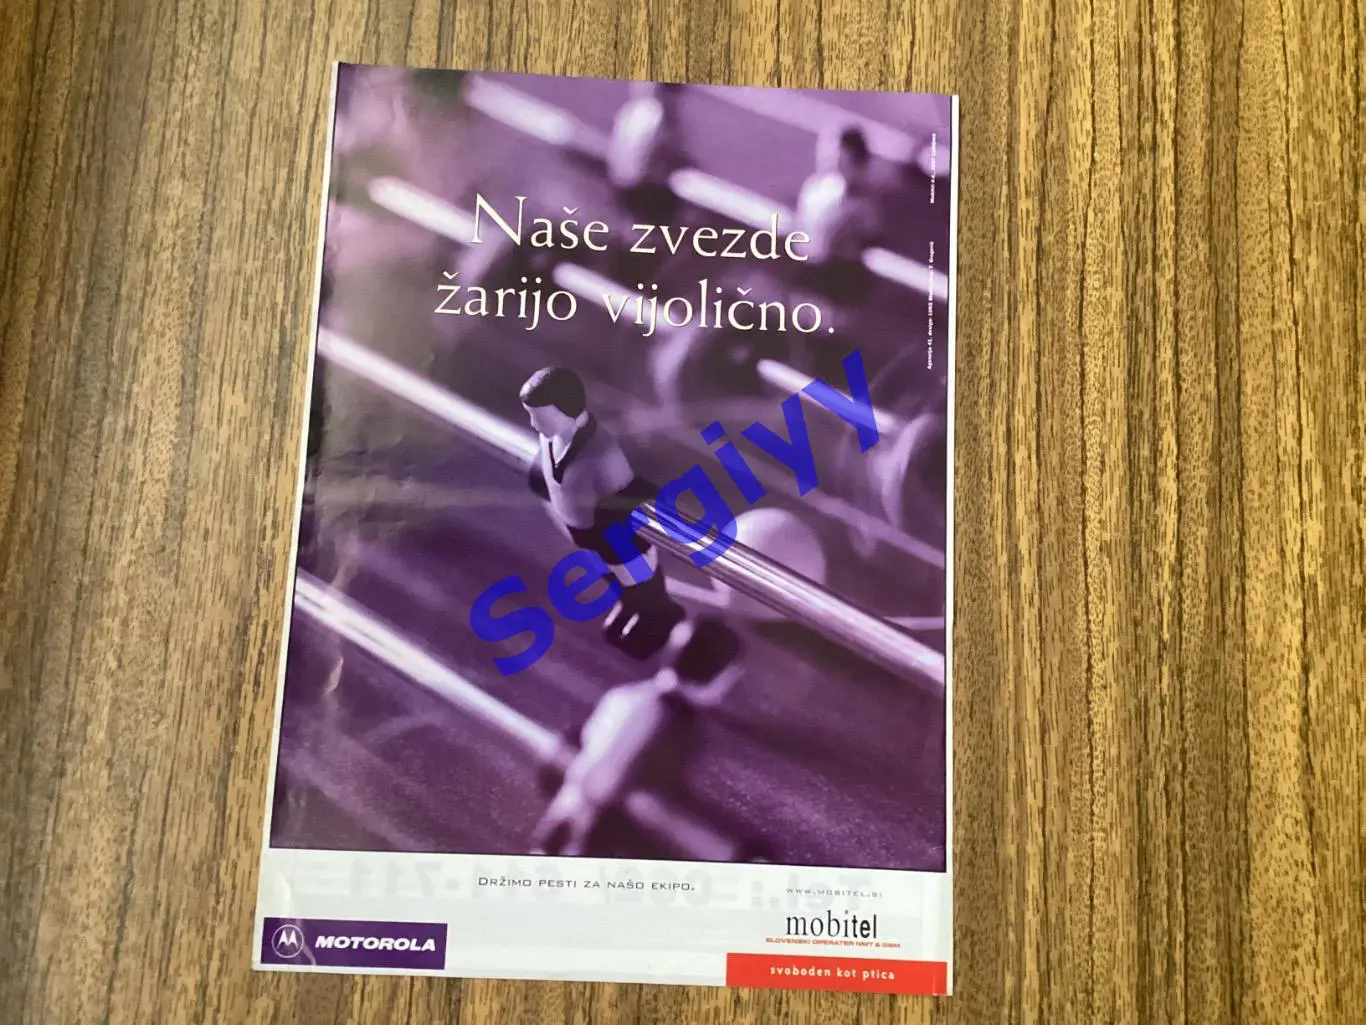 Naše zvezde
žarijo vijolično.
Sergiyy
DRŽIMO PESTI ZA NAŠO EKIPO.
WWW.MOBITEL.SI
mobitel
SLOVENSKI OPERATER NMT & GSM
MOTOROLA
svoboden kot ptica